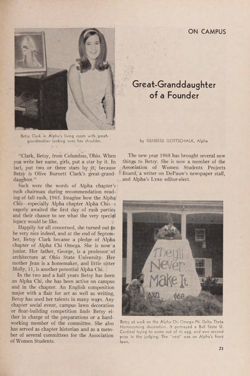 ON CAMPUS
Great-Granddaughter
of a Founder
Betsy Clark in Alpha's living room with great-
grandmother looking over her shoulder.
by GENIESE GOTTSCHALK, Alpha
"Clark, Betsy, from Columbus, Ohio. When
you write her name, girls, put a star by it. In
fact, put two or three stars by it; because
Betsy is Olive Burnett Clark's great-grand-
daughter."
Such were the words of Alpha chapter's
rush chairman during recommendation read-
ing of fall rush, 1965. Imagine how the Alpha
Chis—especially Alpha chapter Alpha Chis—
eagerly awaited the first day of rush parties
and their chance to see what the very special
legacy would be like.
Happily for all concerned, she turned out to
be very nice indeed, and at the end of Septem-
ber, Betsy Clark became a pledge of Alpha
chapter of Alpha Chi Omega. She is now a
junior. Her father, George, is a professor of
architecture at Ohio State University. Her
mother Jean is a homemaker, and little sister
Holly, 11, is another potential Alpha Chi.
In the two and a half years Betsy has been
an Alpha Chi, she has been active on campus
and in the chapter. An English composition
major with a flair for art as well as writing,
Betsy has used her talents in many ways. Any
chapter social event, campus lawn decoration
or float-building competition finds Betsy ei-
ther in charge of the preparations or a hard-
working member of the committee. She also
has served as chapter historian and as a mem-
ber of several committees for the Association
of Women Students.
The new year 1968 has brought several new
things to Betsy. She is now a member of the
Association of Women Students Projects
Board, a writer on DePauw's newspaper staff,
and Alpha's Lyre editor-elect.
They'll
Never
Make It.
Betsy at work on the Alpha Chi Omega-Phi Delta Theta
Homecoming decoration. It portrayed a Ball State U.
Cardinal trying to come out of its egg, and won second
prize in the judging. The "nest" was on Alpha's front
lawn.
21